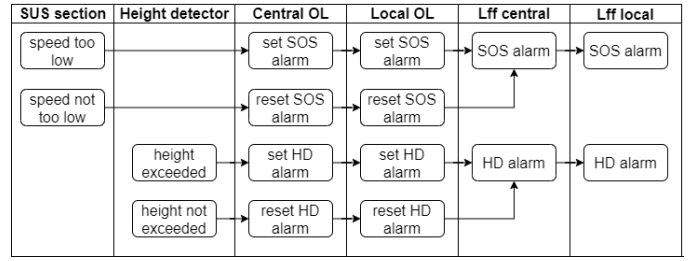 SUS section Height detector Central OL Local OL Lff central Lff local
speed too low
set SOS alarm
set SOS alarm
SOS alarm
SOS alarm
speed not too low
reset SOS alarm
reset SOS alarm
height exceeded
set HD alarm
set HD alarm
HD alarm
HD alarm
height not exceeded
reset HD alarm
reset HD alarm